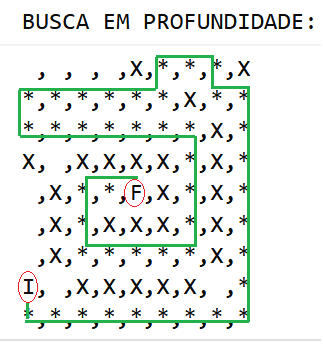 BUSCA EM PROFUNDIDADE:
 , , , ,X,*,*,*,X
*,*,*,*,*,*,X,*,*
*,*,*,*,*,*,*,X,*
X, ,X,X,X,X,*,X,*
 ,X,*,*,F,X,*,X,*
 ,X,*,X,X,X,*,X,*
 ,X,*,*,*,*,*,X,*
I, ,X,X,X,X,X, ,*
*,*,*,*,*,*,*,*,*